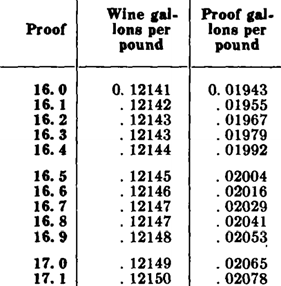 Proof Wine gal- lons per pound Proof gal- lons per pound
16. 0 0. 12141 0. 01943
16. 1 . 12142 . 01955
16. 2 . 12143 . 01967
16. 3 . 12143 . 01979
16. 4 . 12144 . 01992
16. 5 . 12145 . 02004
16. 6 . 12146 . 02016
16. 7 . 12147 . 02029
16. 8 . 12147 . 02041
16. 9 . 12148 . 02053
17. 0 . 12149 . 02065
17. 1 . 12150 . 02078